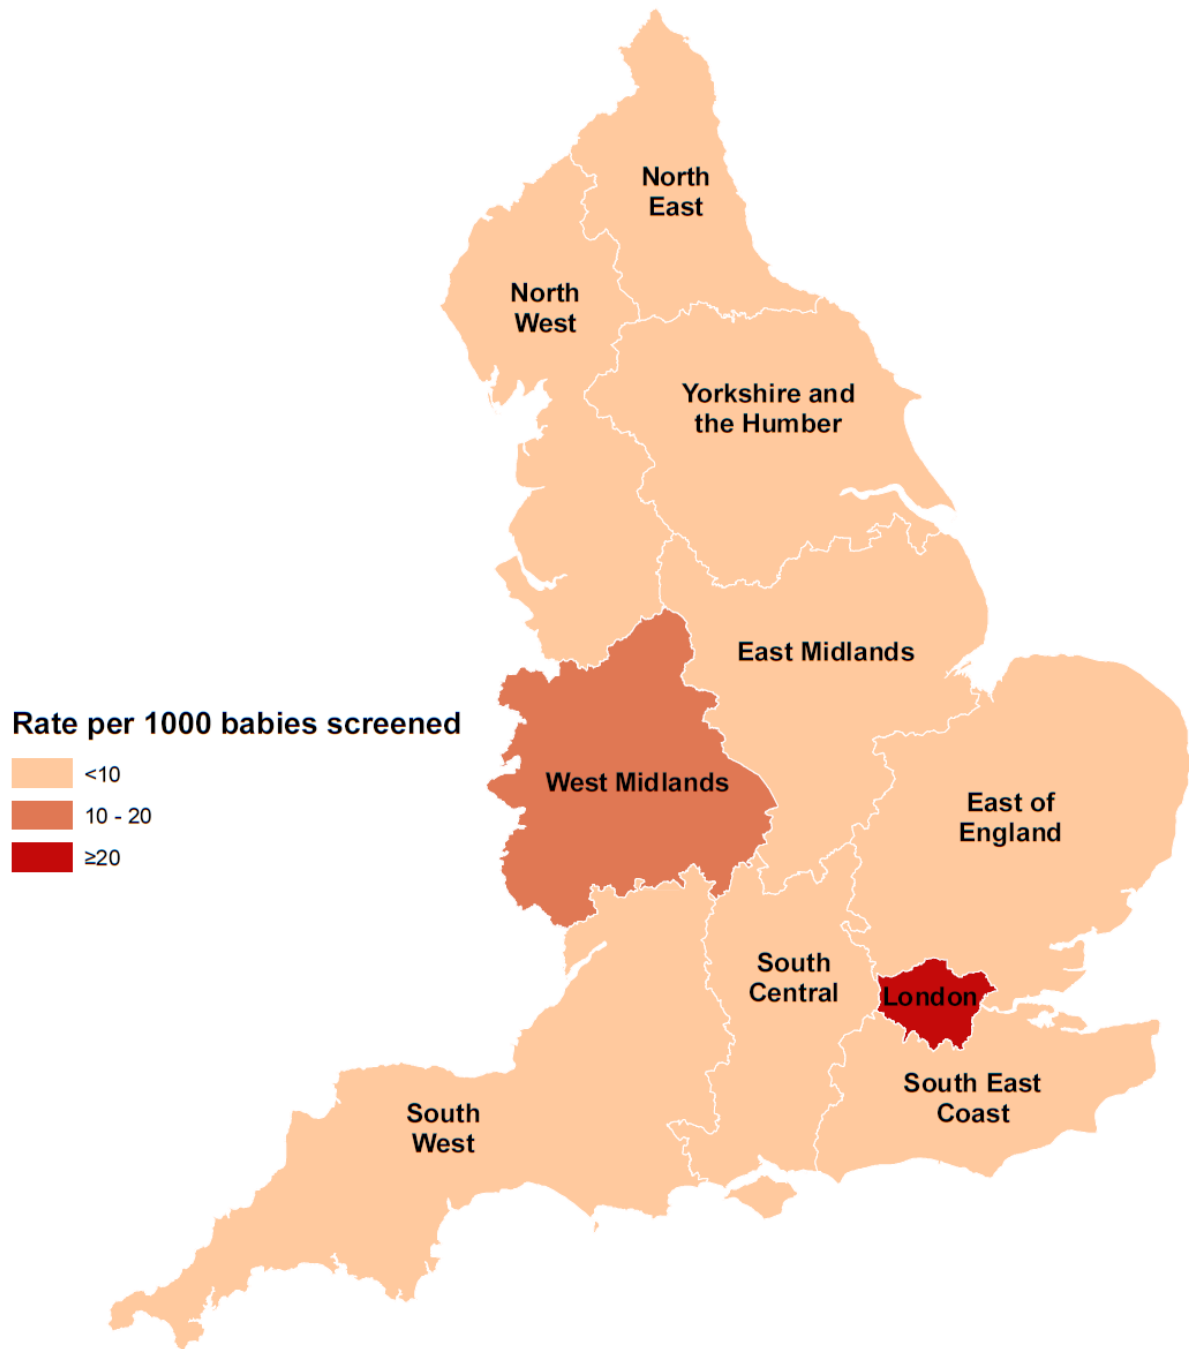 North
East
North
West
Yorkshire and
the Humber
East Midlands
Rate per 1000 babies screened
<10
10 - 20
≥20
West Midlands
East of
England
South
Central
London
South East
Coast
South
West